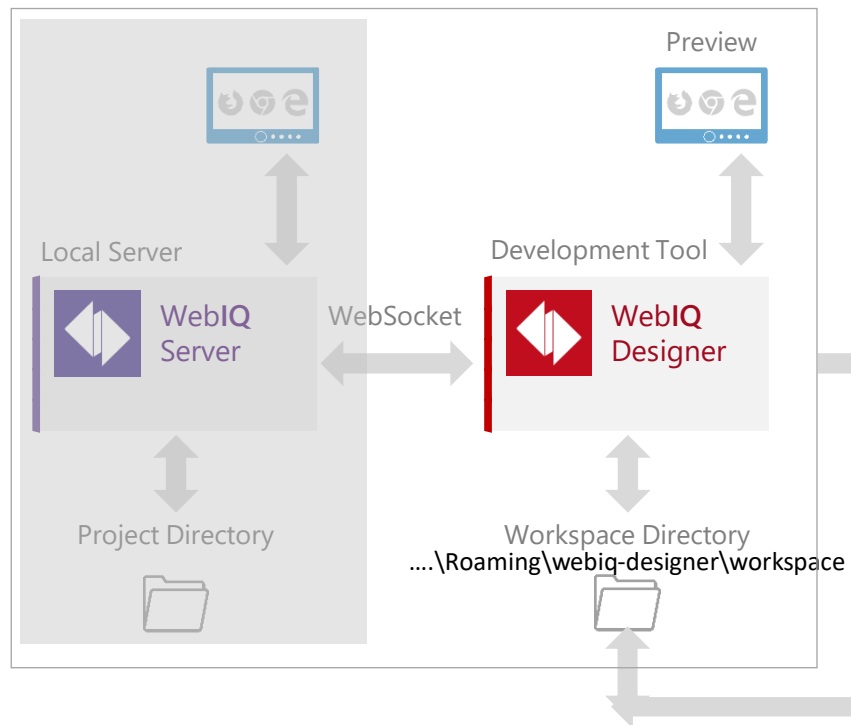 Preview
Local Server
Development Tool
WebIQ
Server
WebSocket
WebIQ
Designer
Project Directory
Workspace Directory
....\Roaming\webiq-designer\workspace